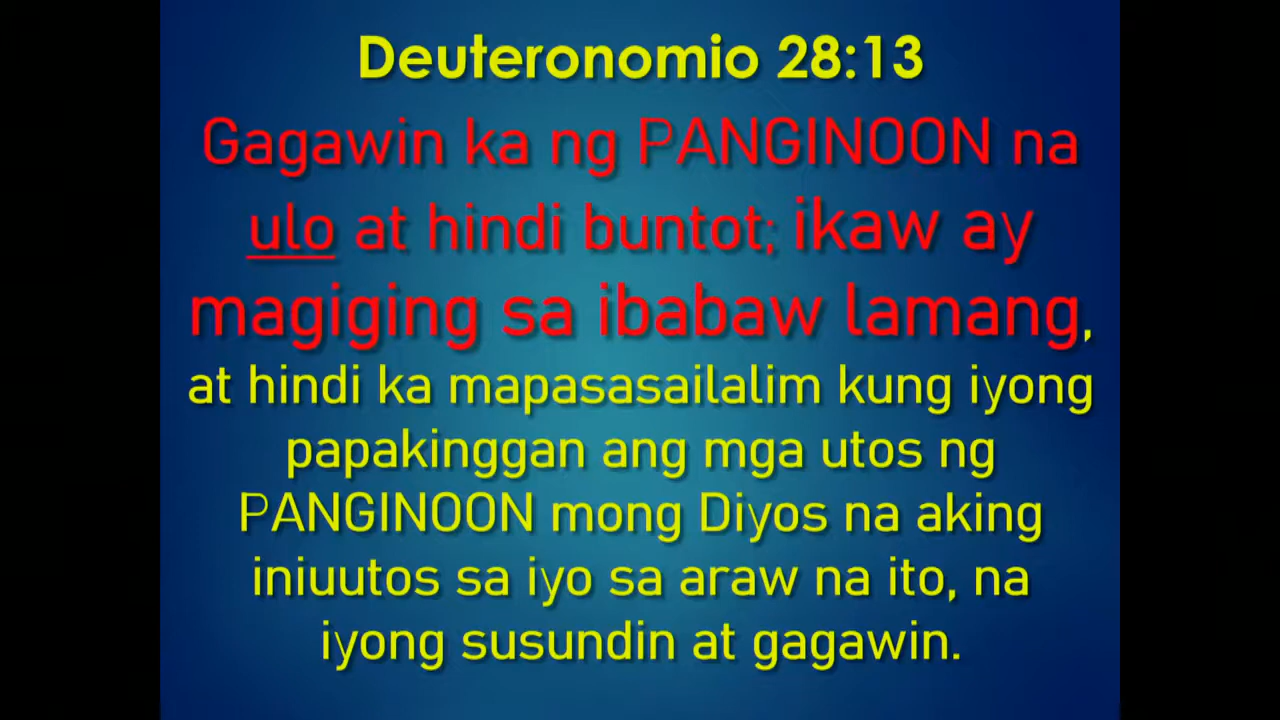 Deuteronomio 28:13
Gagawin ka ng PANGINOON na
ulo at hindi buntot; ikaw ay
magiging sa ibabaw lamang,
at hindi ka mapasasailalim kung iyong
papakinggan ang mga utos ng
PANGINOON mong Diyos na aking
iniuutos sa iyo sa araw na ito, na
iyong susundin at gagawin.